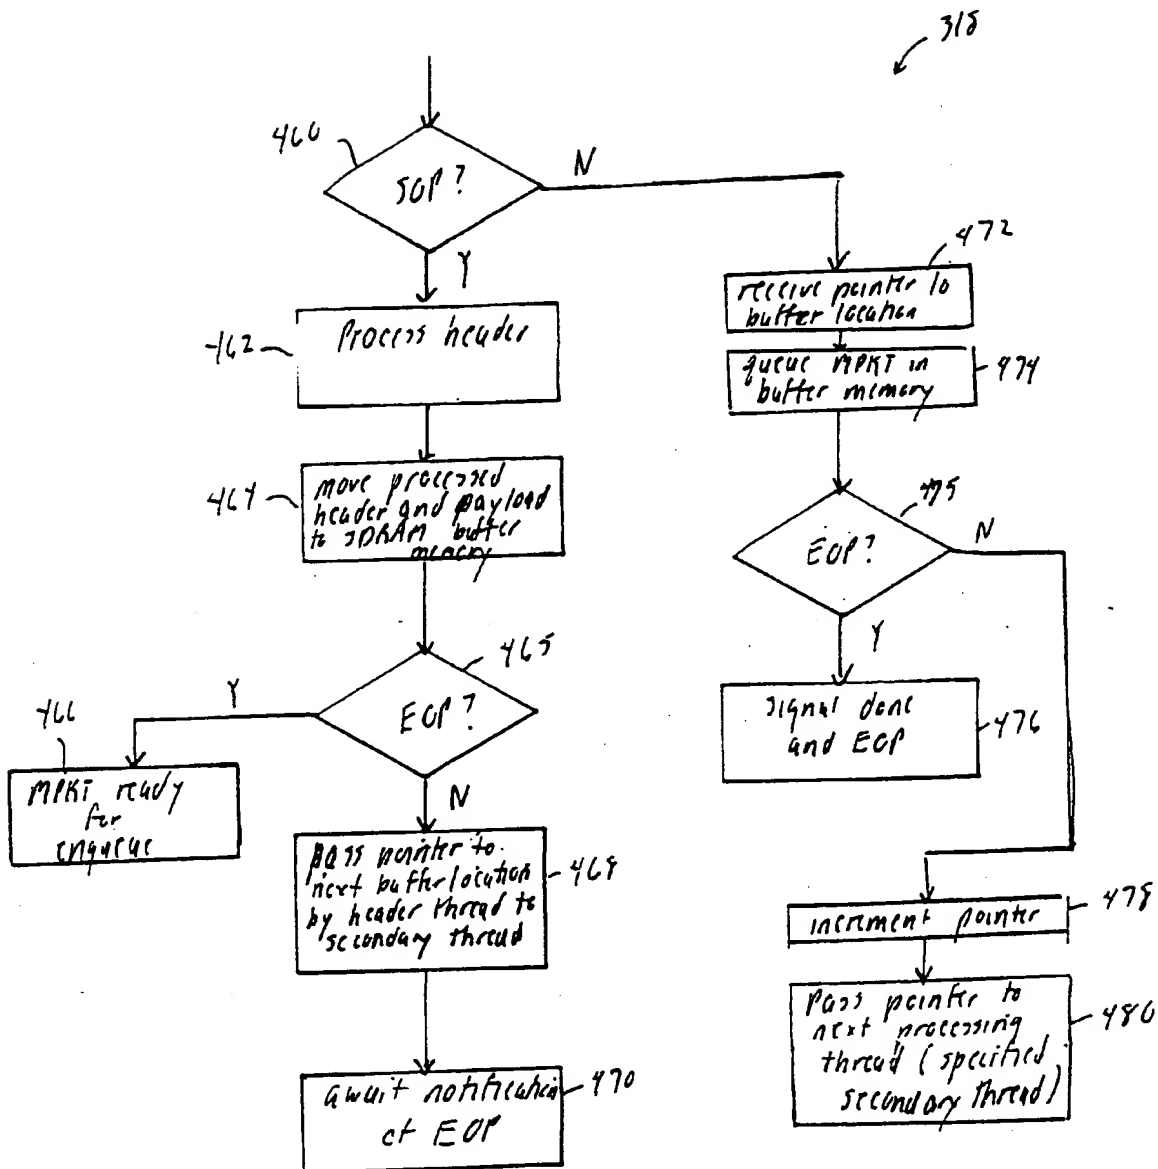 318
460
SOP?
N
Y
462
Process header
464
move processed
header and payload
to SDRAM buffer
memory
465
EOP?
Y
466
MPKT ready
for
enqueue
N
pass pointer to
next buffer location
by header thread to
secondary thread
468
await notification
of EOP
470
472
receive pointer to
buffer location
queue MPKT in
buffer memory
474
475
EOP?
N
Y
signal done
and EOP
476
increment pointer
478
Pass pointer to
next processing
thread (specified
secondary thread)
480